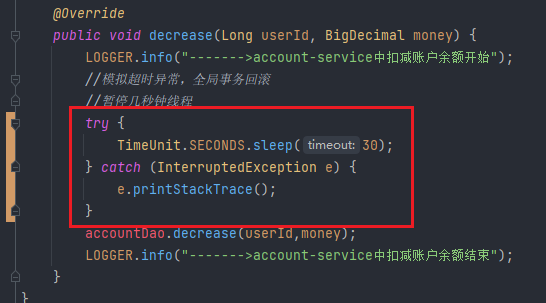 @Override
public void decrease(Long userId, BigDecimal money) {
LOGGER.info("------->account-service中扣减账户余额开始");
//模拟超时异常，全局事务回滚
//暂停几秒钟线程
try {
TimeUnit.SECONDS.sleep( timeout: 30);
} catch (InterruptedException e) {
e.printStackTrace();
}
accountDao.decrease(userId,money);
LOGGER.info("------->account-service中扣减账户余额结束");
}
}